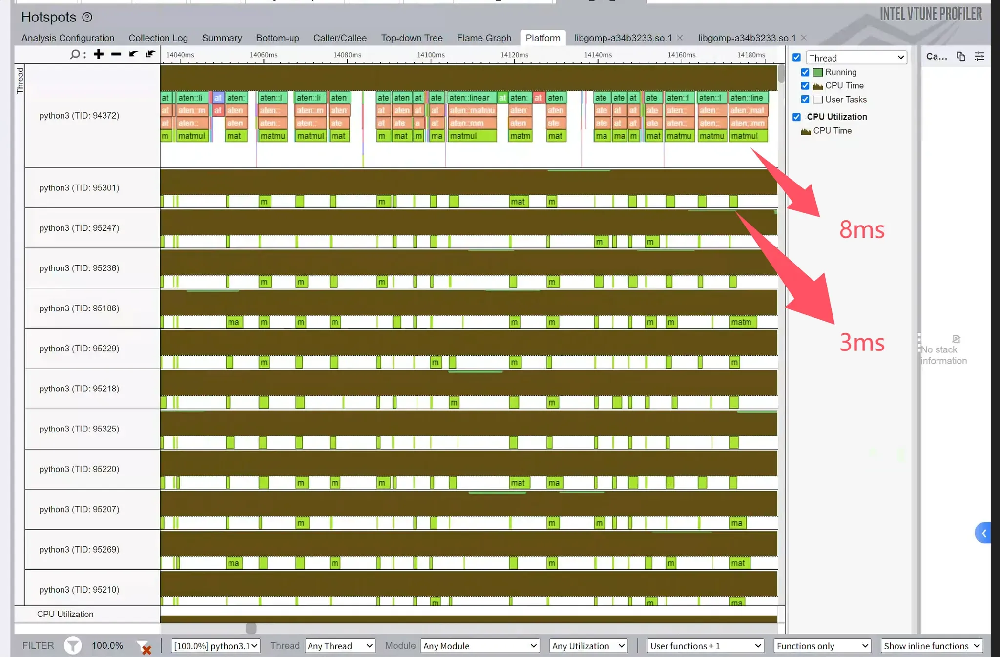 Hotspots
INTEL VTUNE PROFILER
Analysis Configuration Collection Log Summary Bottom-up Caller/Callee Top-down Tree Flame Graph Platform libgomp-a34b3233.so.1 libgomp-a34b3233.so.1
14040ms 14060ms 14080ms 14100ms 14120ms 14140ms 14160ms 14180ms
Thread
Thread
Running
CPU Time
User Tasks
CPU Utilization
CPU Time
Ca...
at aten::li at aten: aten::l aten::li aten ate aten at ate aten::linear at aten: at aten ate ate at ate aten::l aten::l aten::line
python3 (TID: 94372)
at aten::m at aten aten:: aten::m aten at aten: at at aten::matmu aten: aten ate at at ate aten: aten: aten::mat
at aten:: aten aten:: aten:: ate at ate a at aten::mm aten ate ate at at ate aten: aten: aten::mm
m matmul mat matmu matmul mat m mat m ma matmul matm mat ma ma m mat matmu matmu matmul
python3 (TID: 95301)
m m mat m
8ms
python3 (TID: 95247)
m m
python3 (TID: 95236)
m m m m
python3 (TID: 95186)
ma m m m m m m m matm
3ms
python3 (TID: 95229)
m m m m
No stack
information
python3 (TID: 95218)
m m
python3 (TID: 95325)
python3 (TID: 95220)
m m m mat ma
python3 (TID: 95207)
m m m ma
python3 (TID: 95269)
ma m m m mat
python3 (TID: 95210)
m m ma
CPU Utilization
FILTER 100.0% [100.0%] python3.1 Thread Any Thread Module Any Module Any Utilization User functions + 1 Functions only Show inline functions